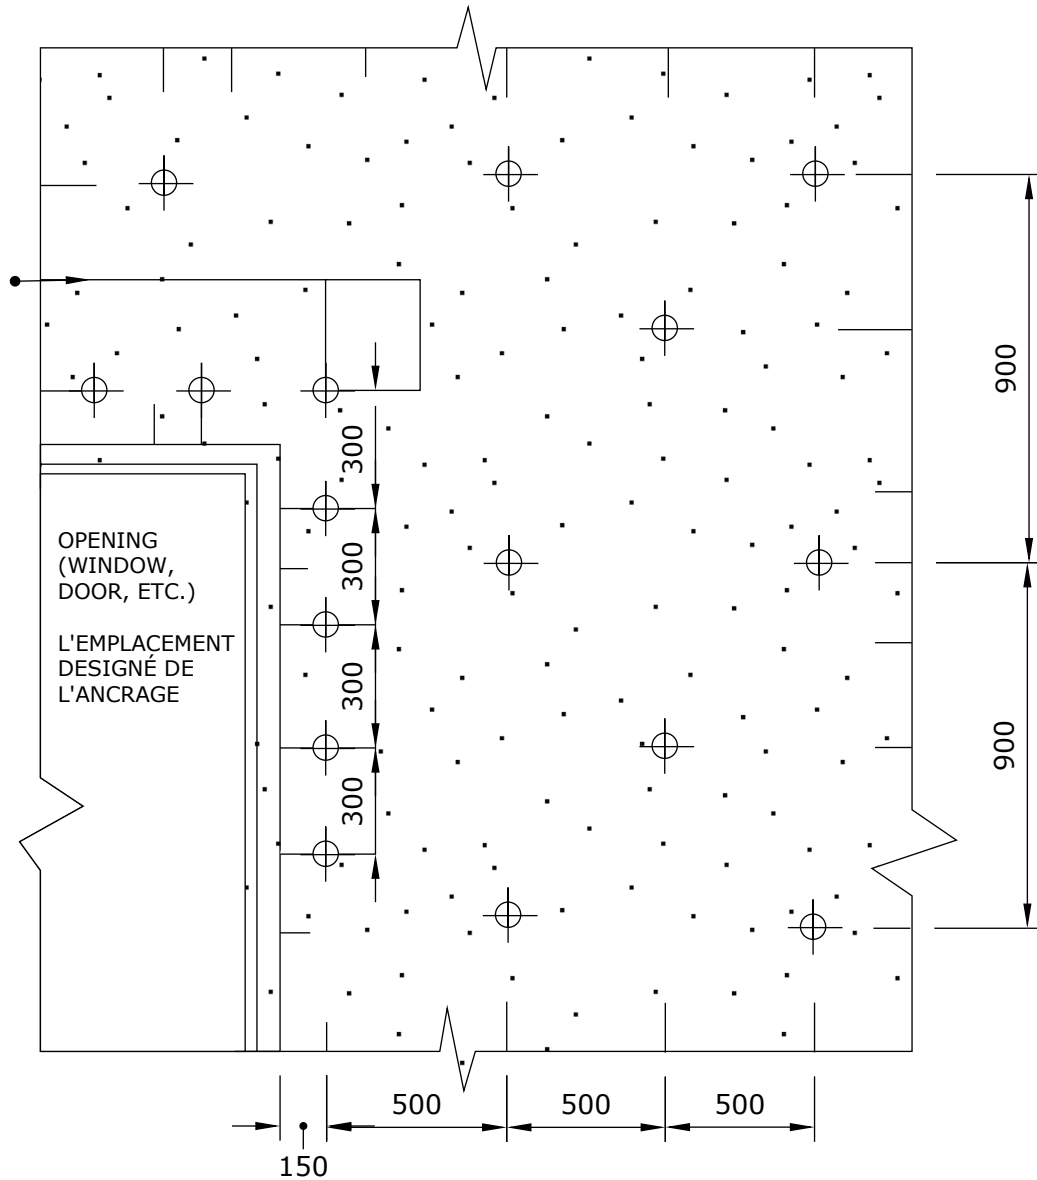 900
300
OPENING
(WINDOW,
DOOR, ETC.)
300
L'EMPLACEMENT
DESIGNÉ DE
L'ANCRAGE
300
900
300
500
500
500
150